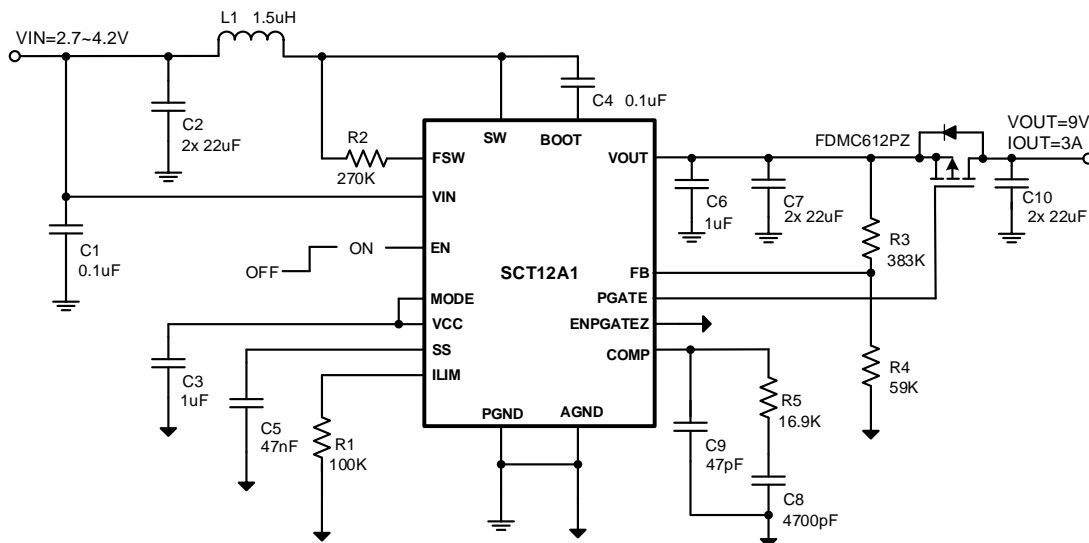 L1 1.5uH
VIN=2.7~4.2V
C2
2x 22uF
R2
270K
C4 0.1uF
C1
0.1uF
OFF
ON
SW
BOOT
FSW
VIN
EN
MODE
VCC
SS
ILIM
SCT12A1
VOUT
FB
PGATE
ENPGATEZ
COMP
PGND
AGND
C3
1uF
C5
47nF
R1
100K
C6
1uF
C7
2x 22uF
FDMC612PZ
VOUT=9V
IOUT=3A
C10
2x 22uF
R3
383K
R4
59K
R5
16.9K
C9
47pF
C8
4700pF